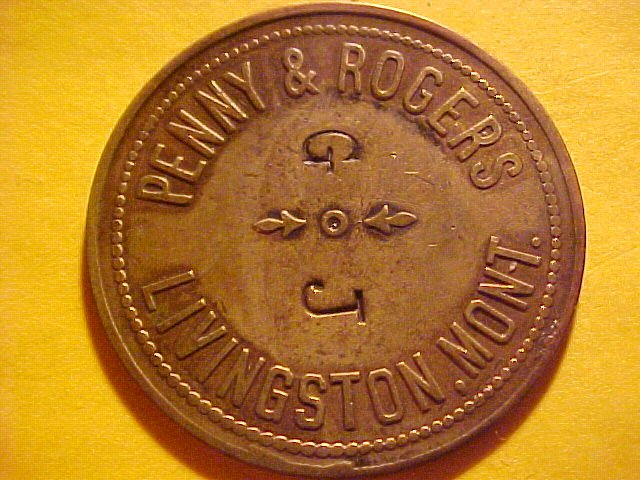 PENNY & ROGERS
G
J
LIVINGSTON, MONT.